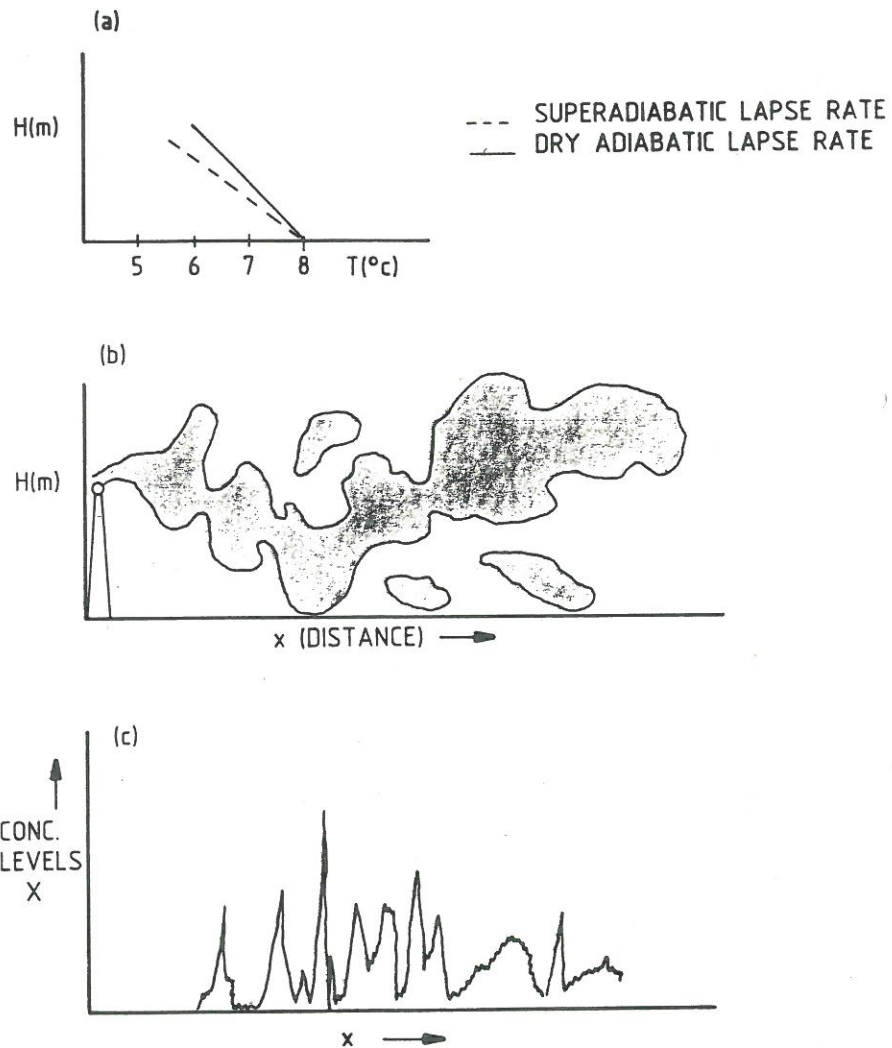 (a)
H(m)
5 6 7 8 T(°c)
--- SUPERADIABATIC LAPSE RATE
— DRY ADIABATIC LAPSE RATE
(b)
H(m)
x (DISTANCE)
(c)
CONC.
LEVELS
X
x